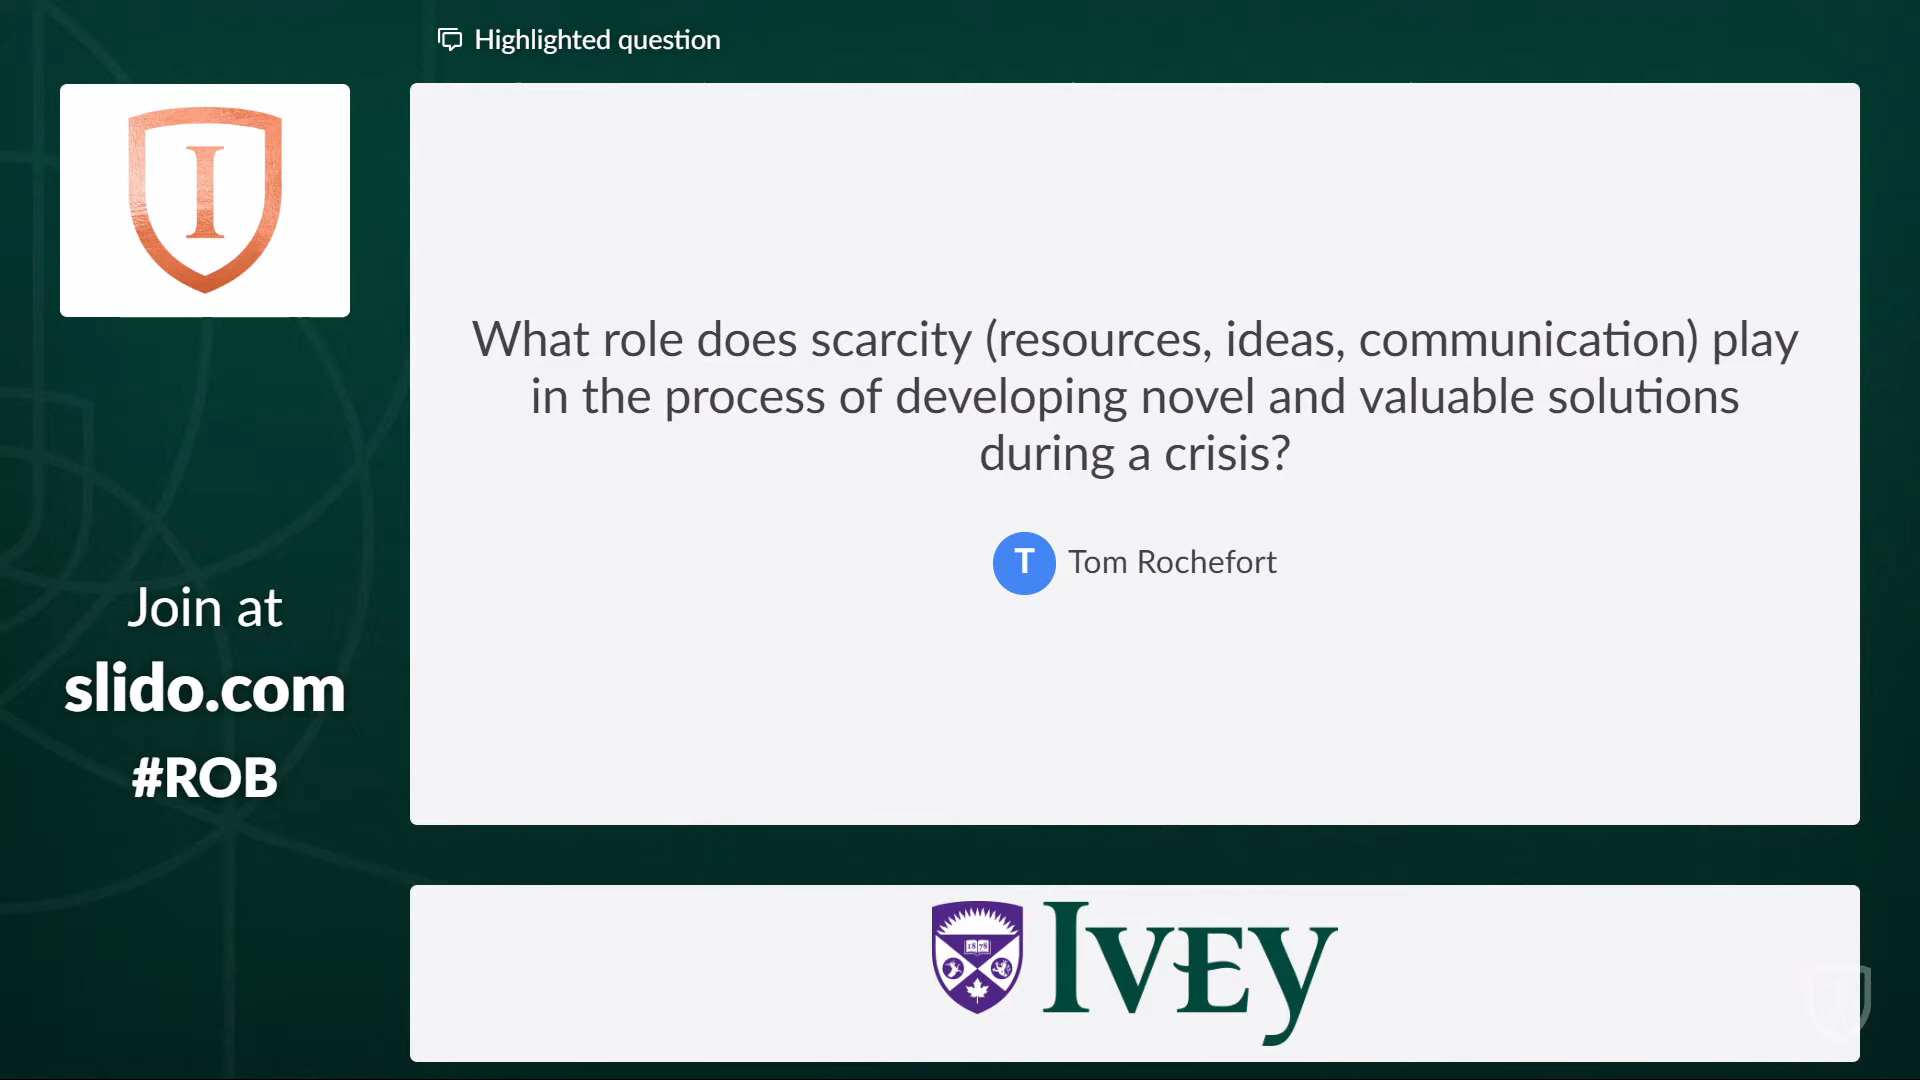 Highlighted question
I
What role does scarcity (resources, ideas, communication) play
in the process of developing novel and valuable solutions
during a crisis?
T Tom Rochefort
Join at
slido.com
#ROB
1878
IVEY